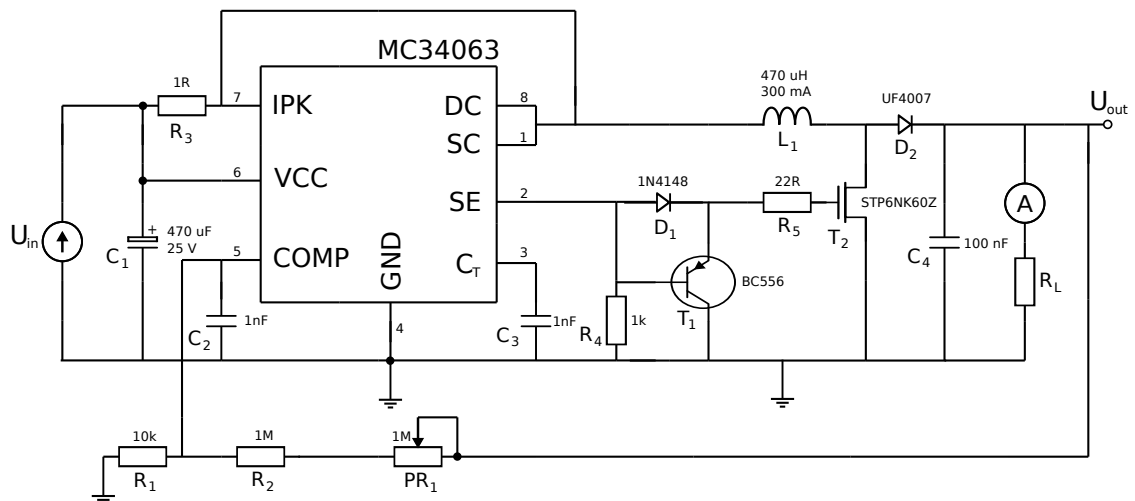 MC34063
470 uH
300 mA
L1
UF4007
D2
Uout
1R
R3
7
IPK
DC
8
SC
1
6
VCC
SE
2
1N4148
D1
22R
R5
STP6NK60Z
T2
A
Uin
+
470 uF
25 V
C1
5
COMP
GND
CT
3
BC556
T1
C4
100 nF
RL
1nF
C2
4
1nF
C3
1k
R4
10k
R1
1M
R2
1M
PR1